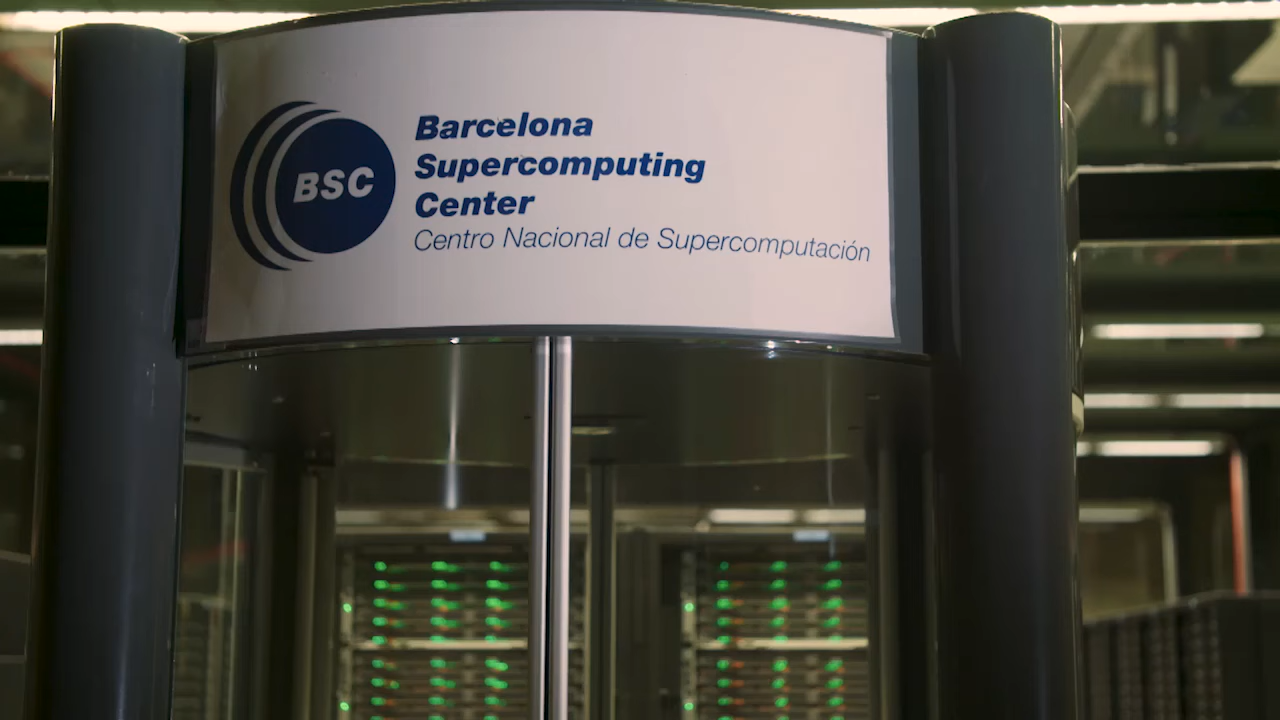 BSC
Barcelona
Supercomputing
Center
Centro Nacional de Supercomputación